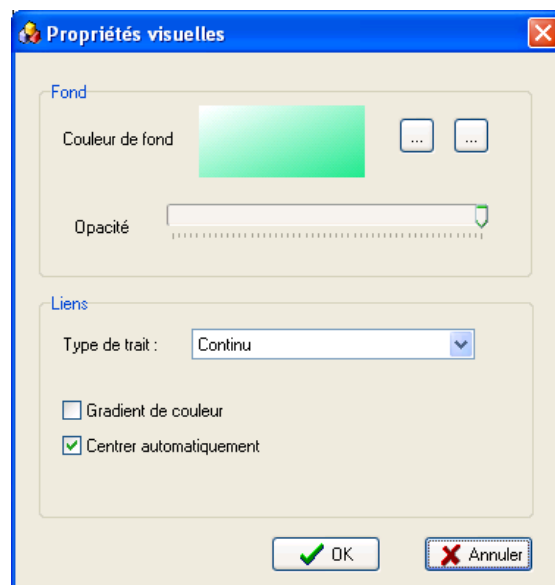 Propriétés visuelles
Fond
Couleur de fond
...
...
Opacité
Liens
Type de trait :
Continu
Gradient de couleur
Centrer automatiquement
OK
Annuler